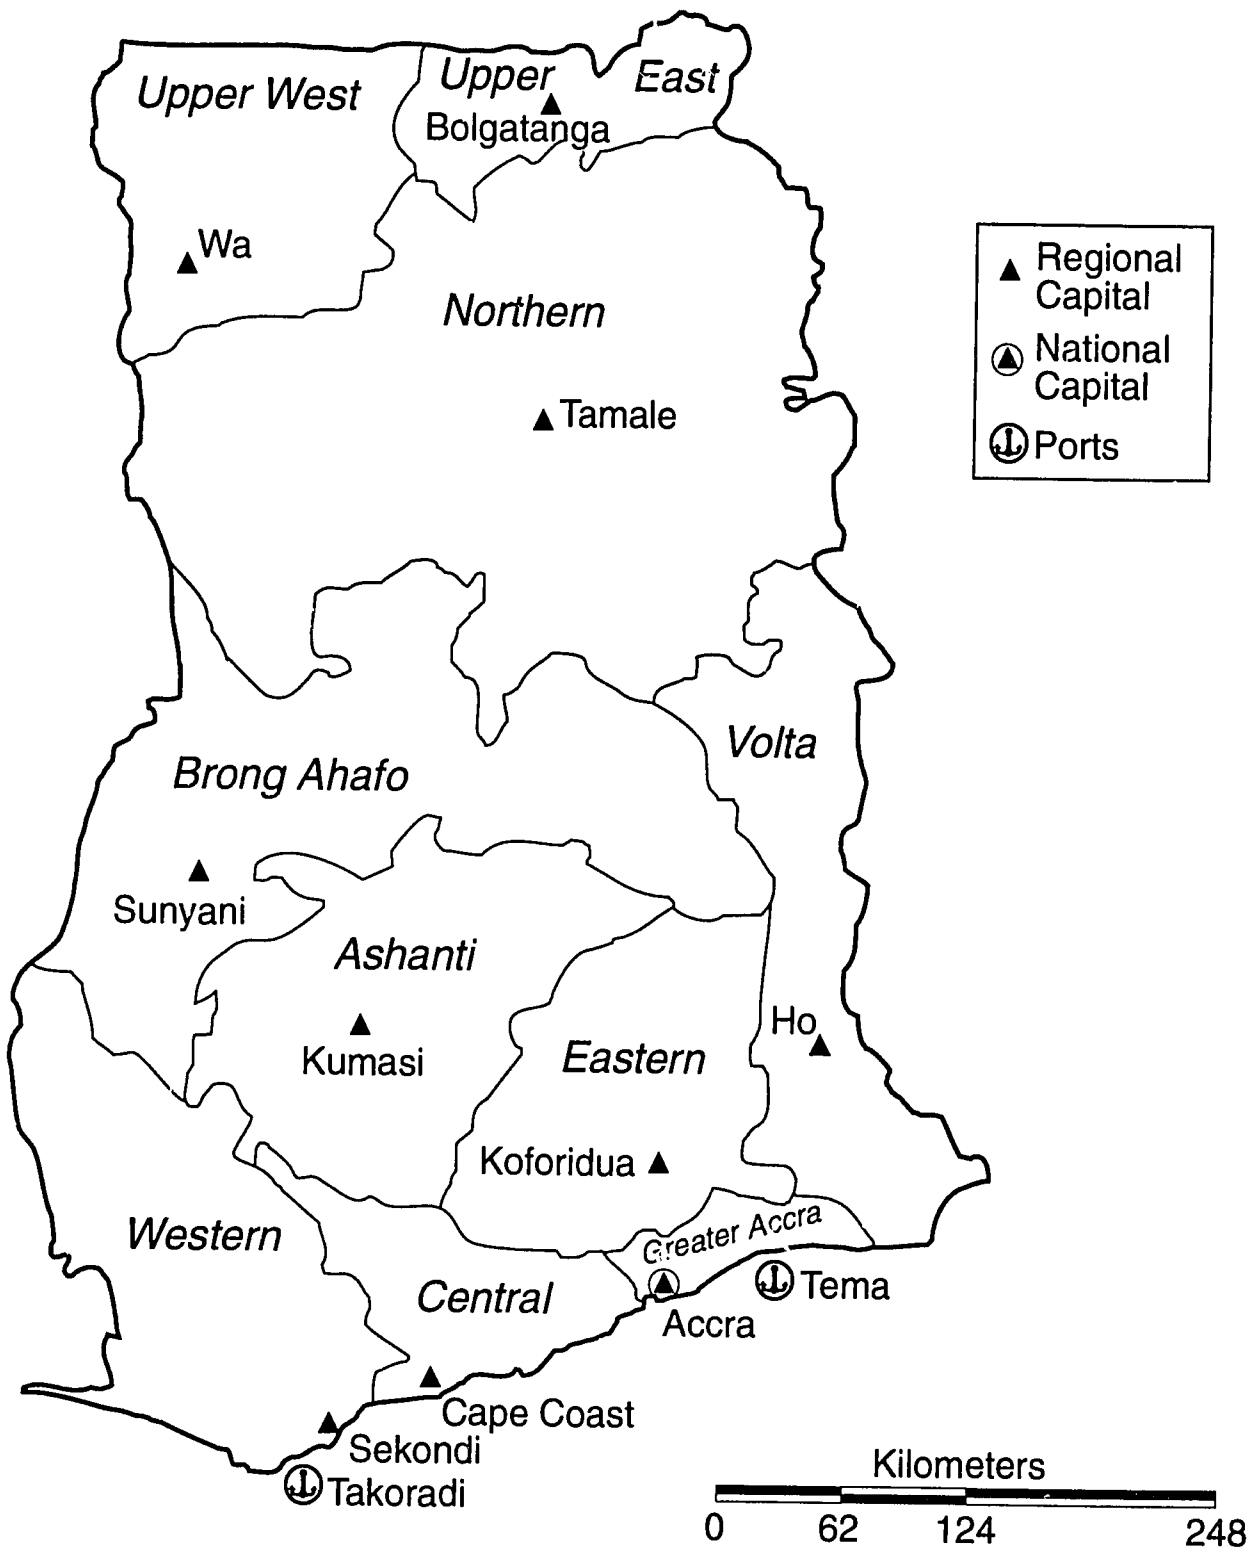 Upper West
Upper East
Bolgatanga
Wa
Regional
Capital
National
Capital
Ports
Northern
Tamale
Volta
Brong Ahafo
Sunyani
Ashanti
Ho
Kumasi
Eastern
Koforidua
Greater Accra
Western
Central
Tema
Accra
Cape Coast
Sekondi
Takoradi
Kilometers
0 62 124 248